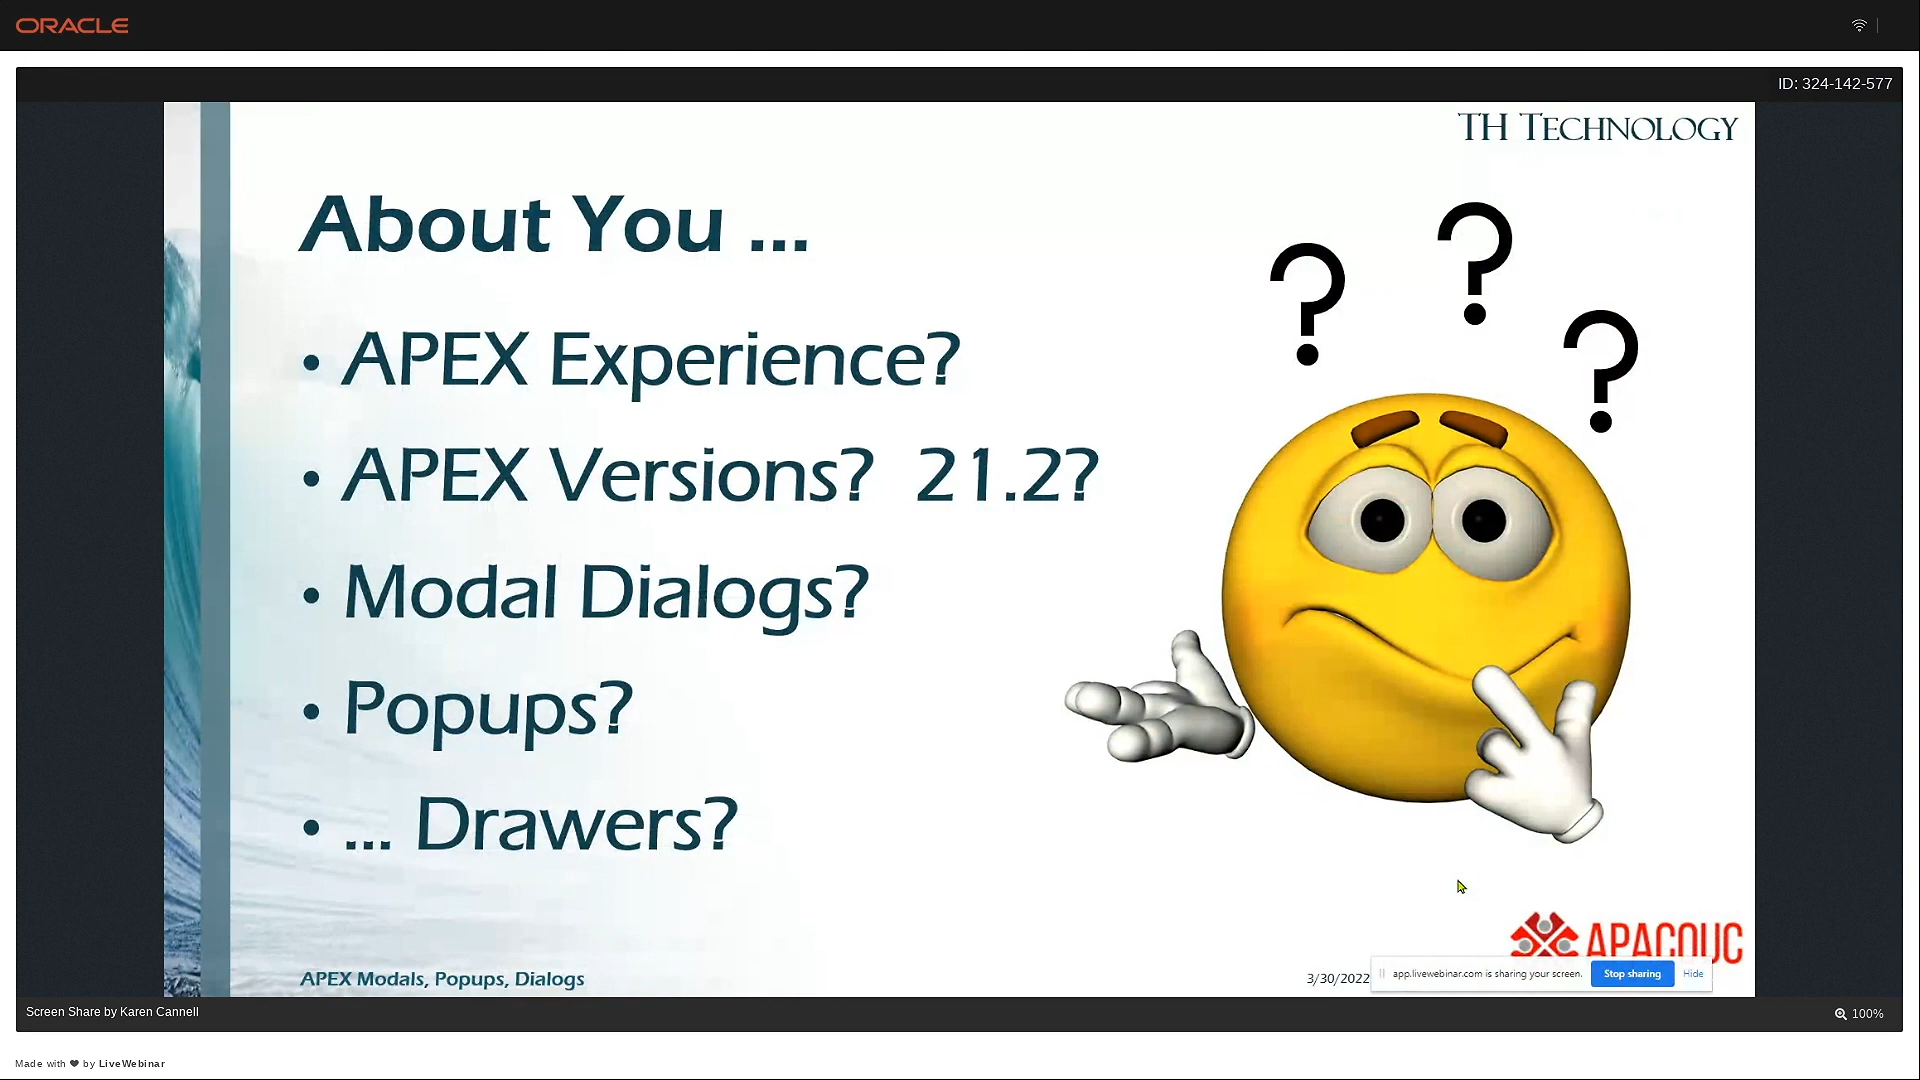 ORACLE
ID: 324-142-577
TH TECHNOLOGY
About You ...
• APEX Experience?
• APEX Versions? 21.2?
• Modal Dialogs?
• Popups?
• ... Drawers?
APACOUC
APEX Modals, Popups, Dialogs
3/30/2022
app.livewebinar.com is sharing your screen.
Stop sharing
Hide
Screen Share by Karen Cannell
100%
Made with ❤ by LiveWebinar